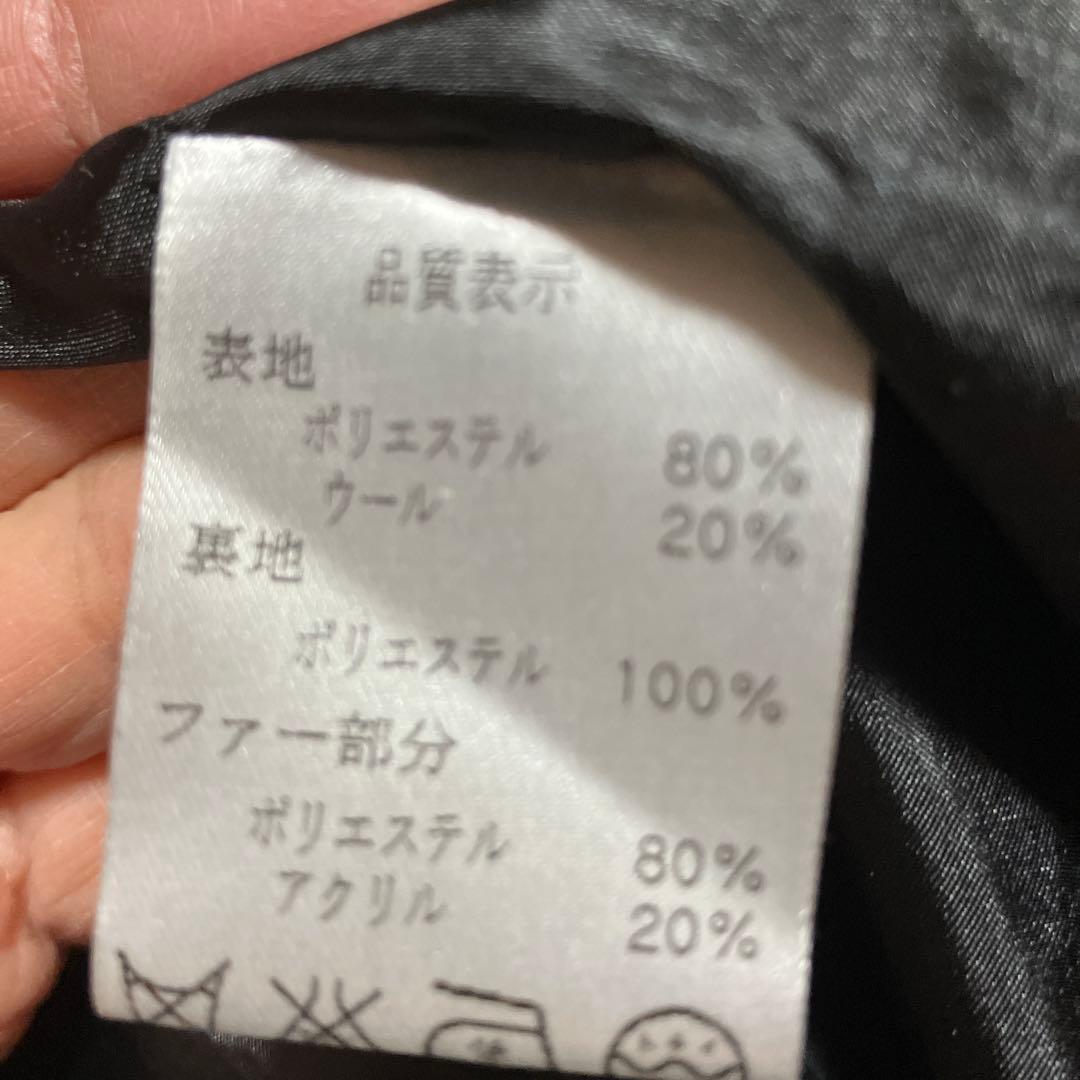 品質表示
表地
ポリエステル 80%
ウール 20%
裏地
ポリエステル 100%
ファー部分
ポリエステル 80%
アクリル 20%